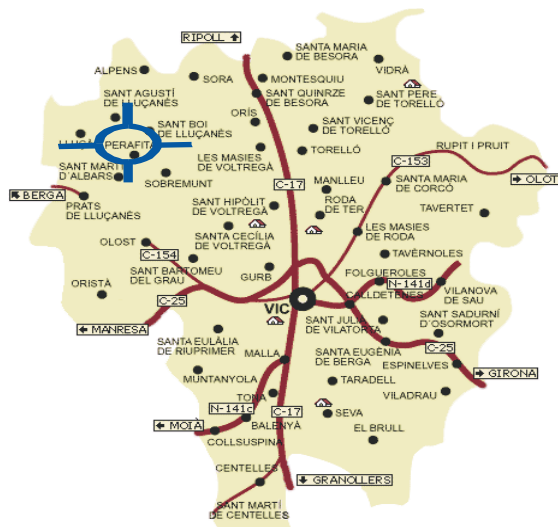 RIPOLL
SANTA MARIA
DE BESORA
VIDRÀ
ALPENS
SORA
MONTESQUIU
SANT AGUSTÍ
DE LLUÇANÈS
SANT QUINRZE
DE BESORA
SANT PERE
DE TORELLÓ
ORÍS
SANT BOI
DE LLUÇANÈS
SANT VICENÇ
DE TORELLÓ
PERAFITA
LES MASIES
DE VOLTREGÀ
TORELLÓ
RUPIT I PRUIT
C-153
OLOT
SANT MARTÍ
D'ALBARS
SOBREMUNT
C-17
MANLLEU
SANTA MARIA
DE CORCÓ
BERGA
PRATS
DE LLUÇANÈS
SANT HIPÒLIT
DE VOLTREGÀ
RODA
DE TER
TAVERTET
OLOST
SANTA CECÍLIA
DE VOLTREGÀ
LES MASIES
DE RODA
C-154
TAVÈRNOLES
SANT BARTOMEU
DEL GRAU
GURB
FOLGUEROLES
N-141d
ORISTÀ
C-25
VIC
CALLDETENES
VILANOVA
DE SAU
MANRESA
SANT JULIÀ
DE VILATORTA
SANT SADURNÍ
D'OSORMORT
SANTA EULÀLIA
DE RIUPRIMER
MALLA
SANTA EUGÈNIA
DE BERGA
C-25
ESPINELVES
GIRONA
MUNTANYOLA
TARADELL
VILADRAU
TONA
N-141c
C-17
SEVA
MOIÀ
BALENYÀ
EL BRULL
COLLSUSPINA
CENTELLES
GRANOLLERS
SANT MARTÍ
DE CENTELLES